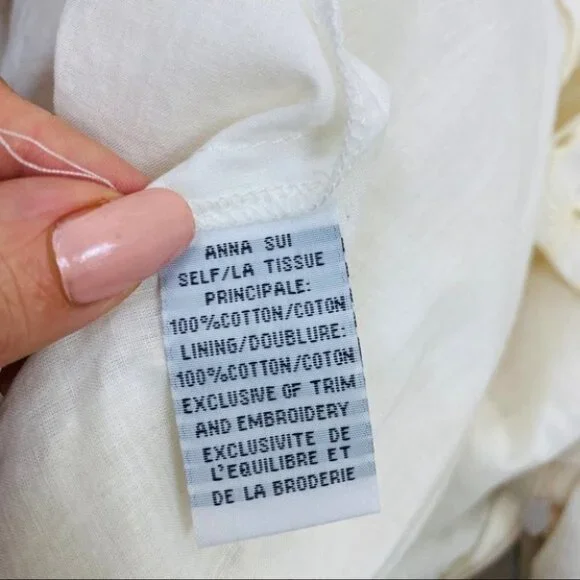 ANNA SUI
SELF/LA TISSUE
PRINCIPALE:
100%COTTON/COTON
LINING/DOUBLURE:
100%COTTON/COTON
EXCLUSIVE OF TRIM
AND EMBROIDERY
EXCLUSIVITE DE
L'EQUILIBRE ET
DE LA BRODERIE